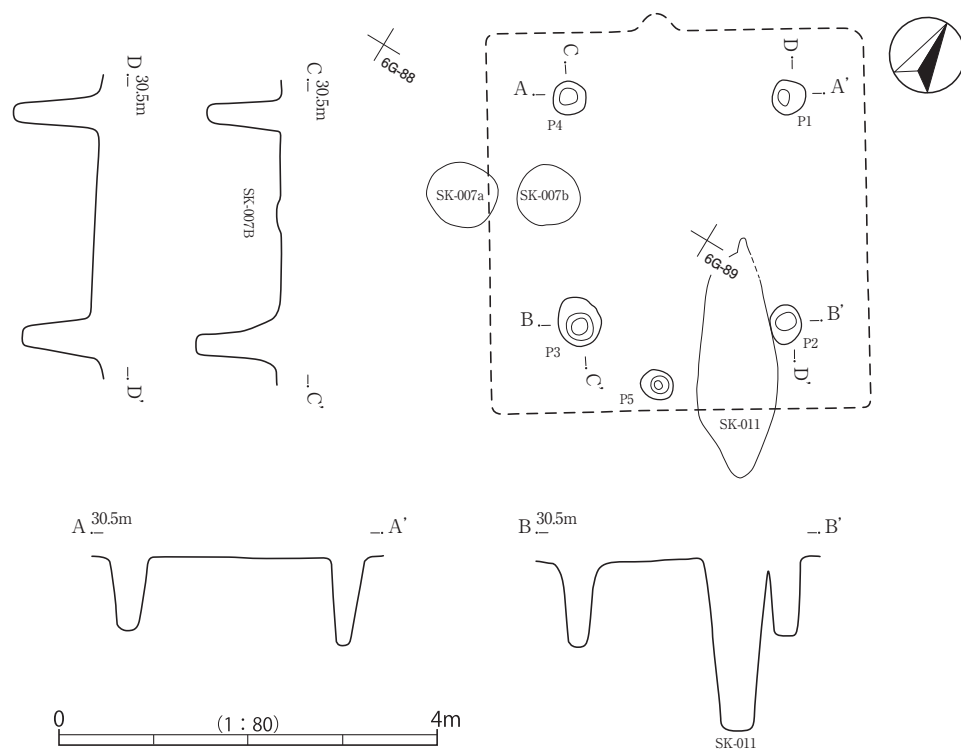 D 30.5m
D'
C 30.5m
C'
SK-007B
6G-88
C
D
A
A'
P4
P1
SK-007a
SK-007b
6G-89
B
B'
P3
P2
C'
D'
P5
SK-011
A 30.5m
A'
B 30.5m
B'
SK-011
0
(1：80)
4m